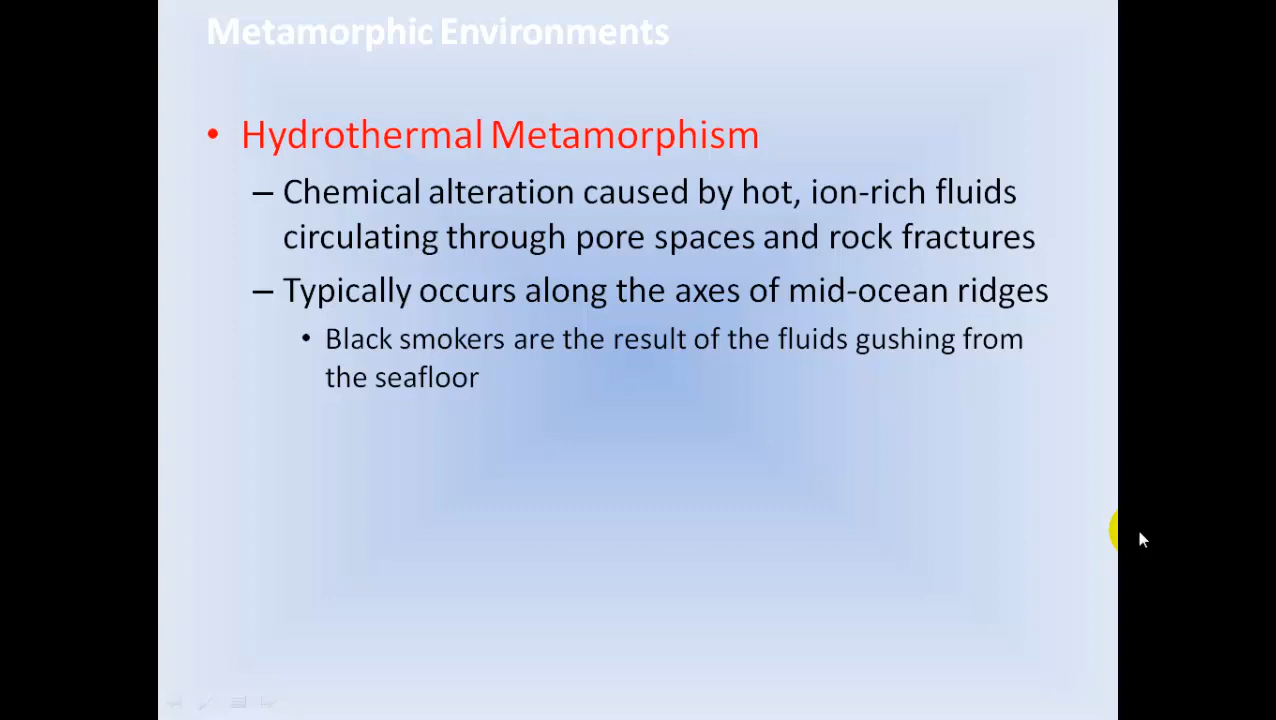 Metamorphic Environments
• Hydrothermal Metamorphism
– Chemical alteration caused by hot, ion-rich fluids
circulating through pore spaces and rock fractures
– Typically occurs along the axes of mid-ocean ridges
• Black smokers are the result of the fluids gushing from
the seafloor